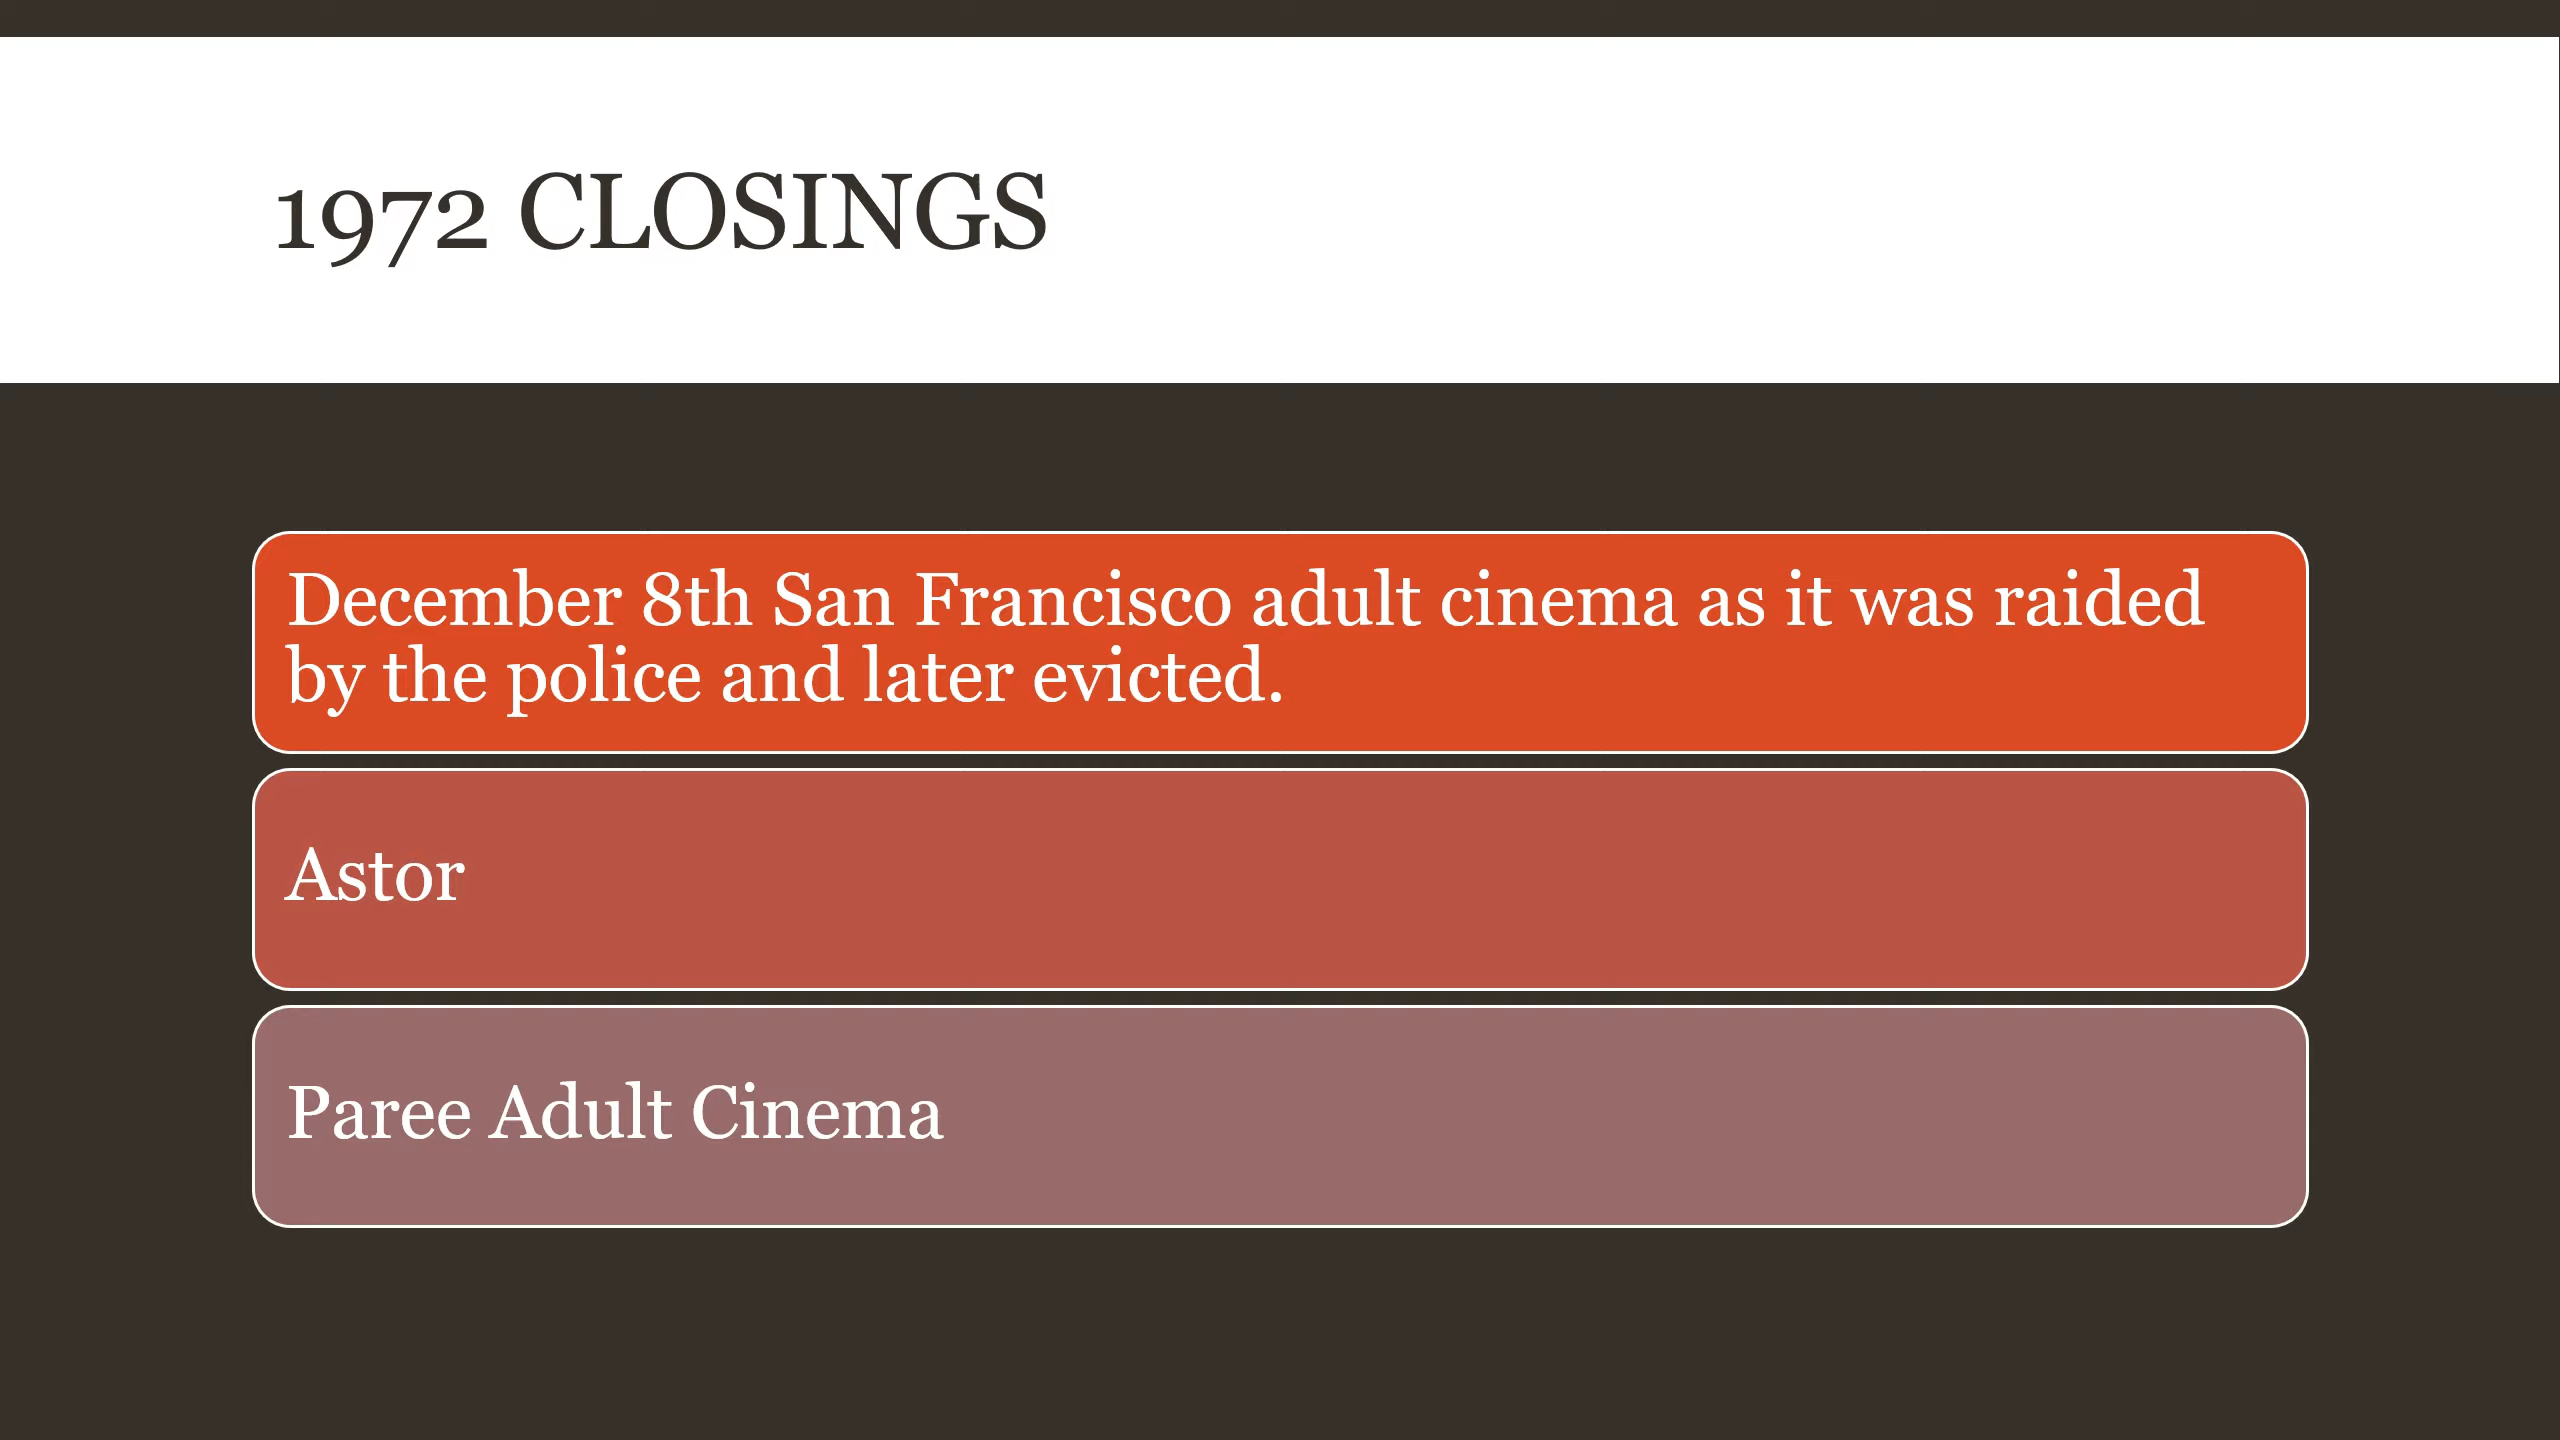 1972 CLOSINGS
December 8th San Francisco adult cinema as it was raided
by the police and later evicted.
Astor
Paree Adult Cinema